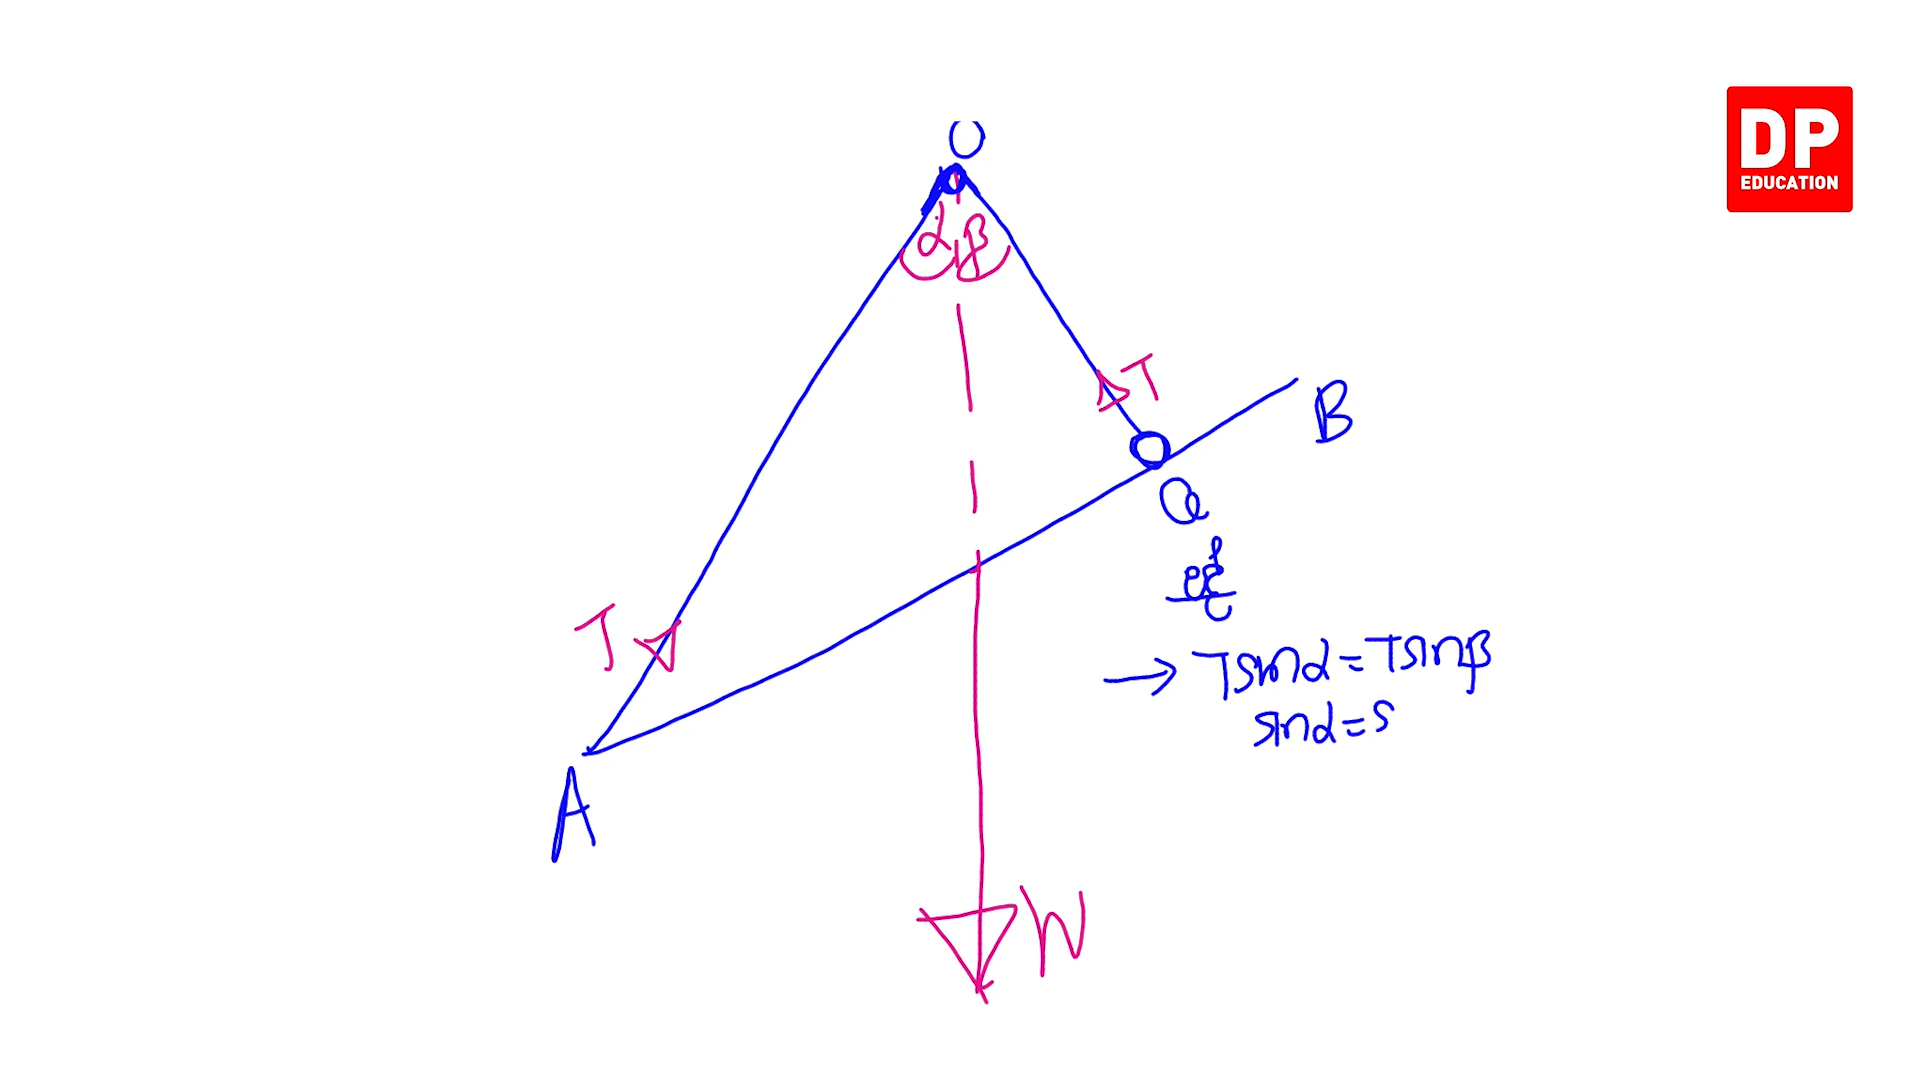 O
DP
EDUCATION
α β
T
B
Q
T
→ Tsinα = Tsinβ
sinα = s
A
W